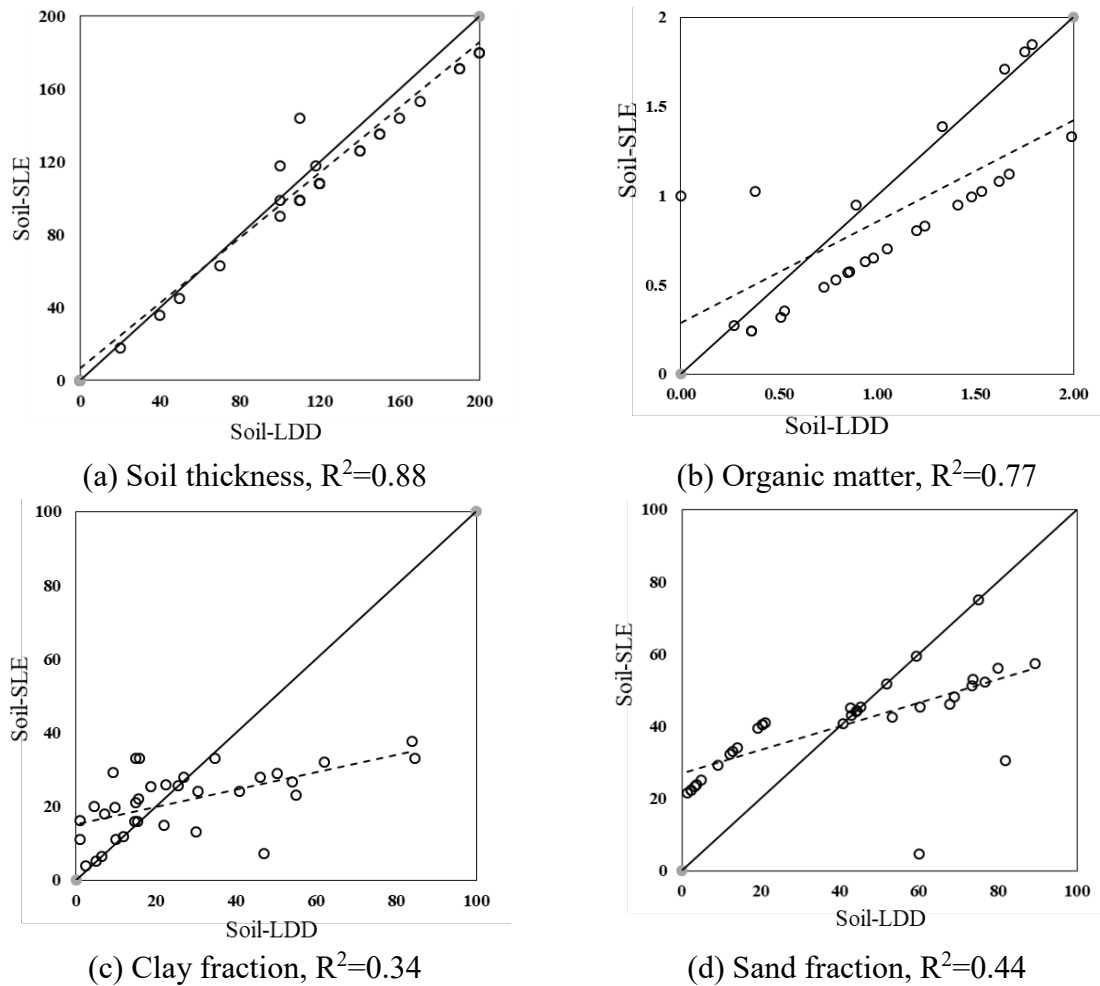 200
160
120
80
40
0
Soil-SLE
0 40 80 120 160 200
Soil-LDD
(a) Soil thickness, R²=0.88
2
1.5
1
0.5
0
Soil-SLE
0.00 0.50 1.00 1.50 2.00
Soil-LDD
(b) Organic matter, R²=0.77
100
80
60
40
20
0
Soil-SLE
0 20 40 60 80 100
Soil-LDD
(c) Clay fraction, R²=0.34
100
80
60
40
20
0
Soil-SLE
0 20 40 60 80 100
Soil-LDD
(d) Sand fraction, R²=0.44